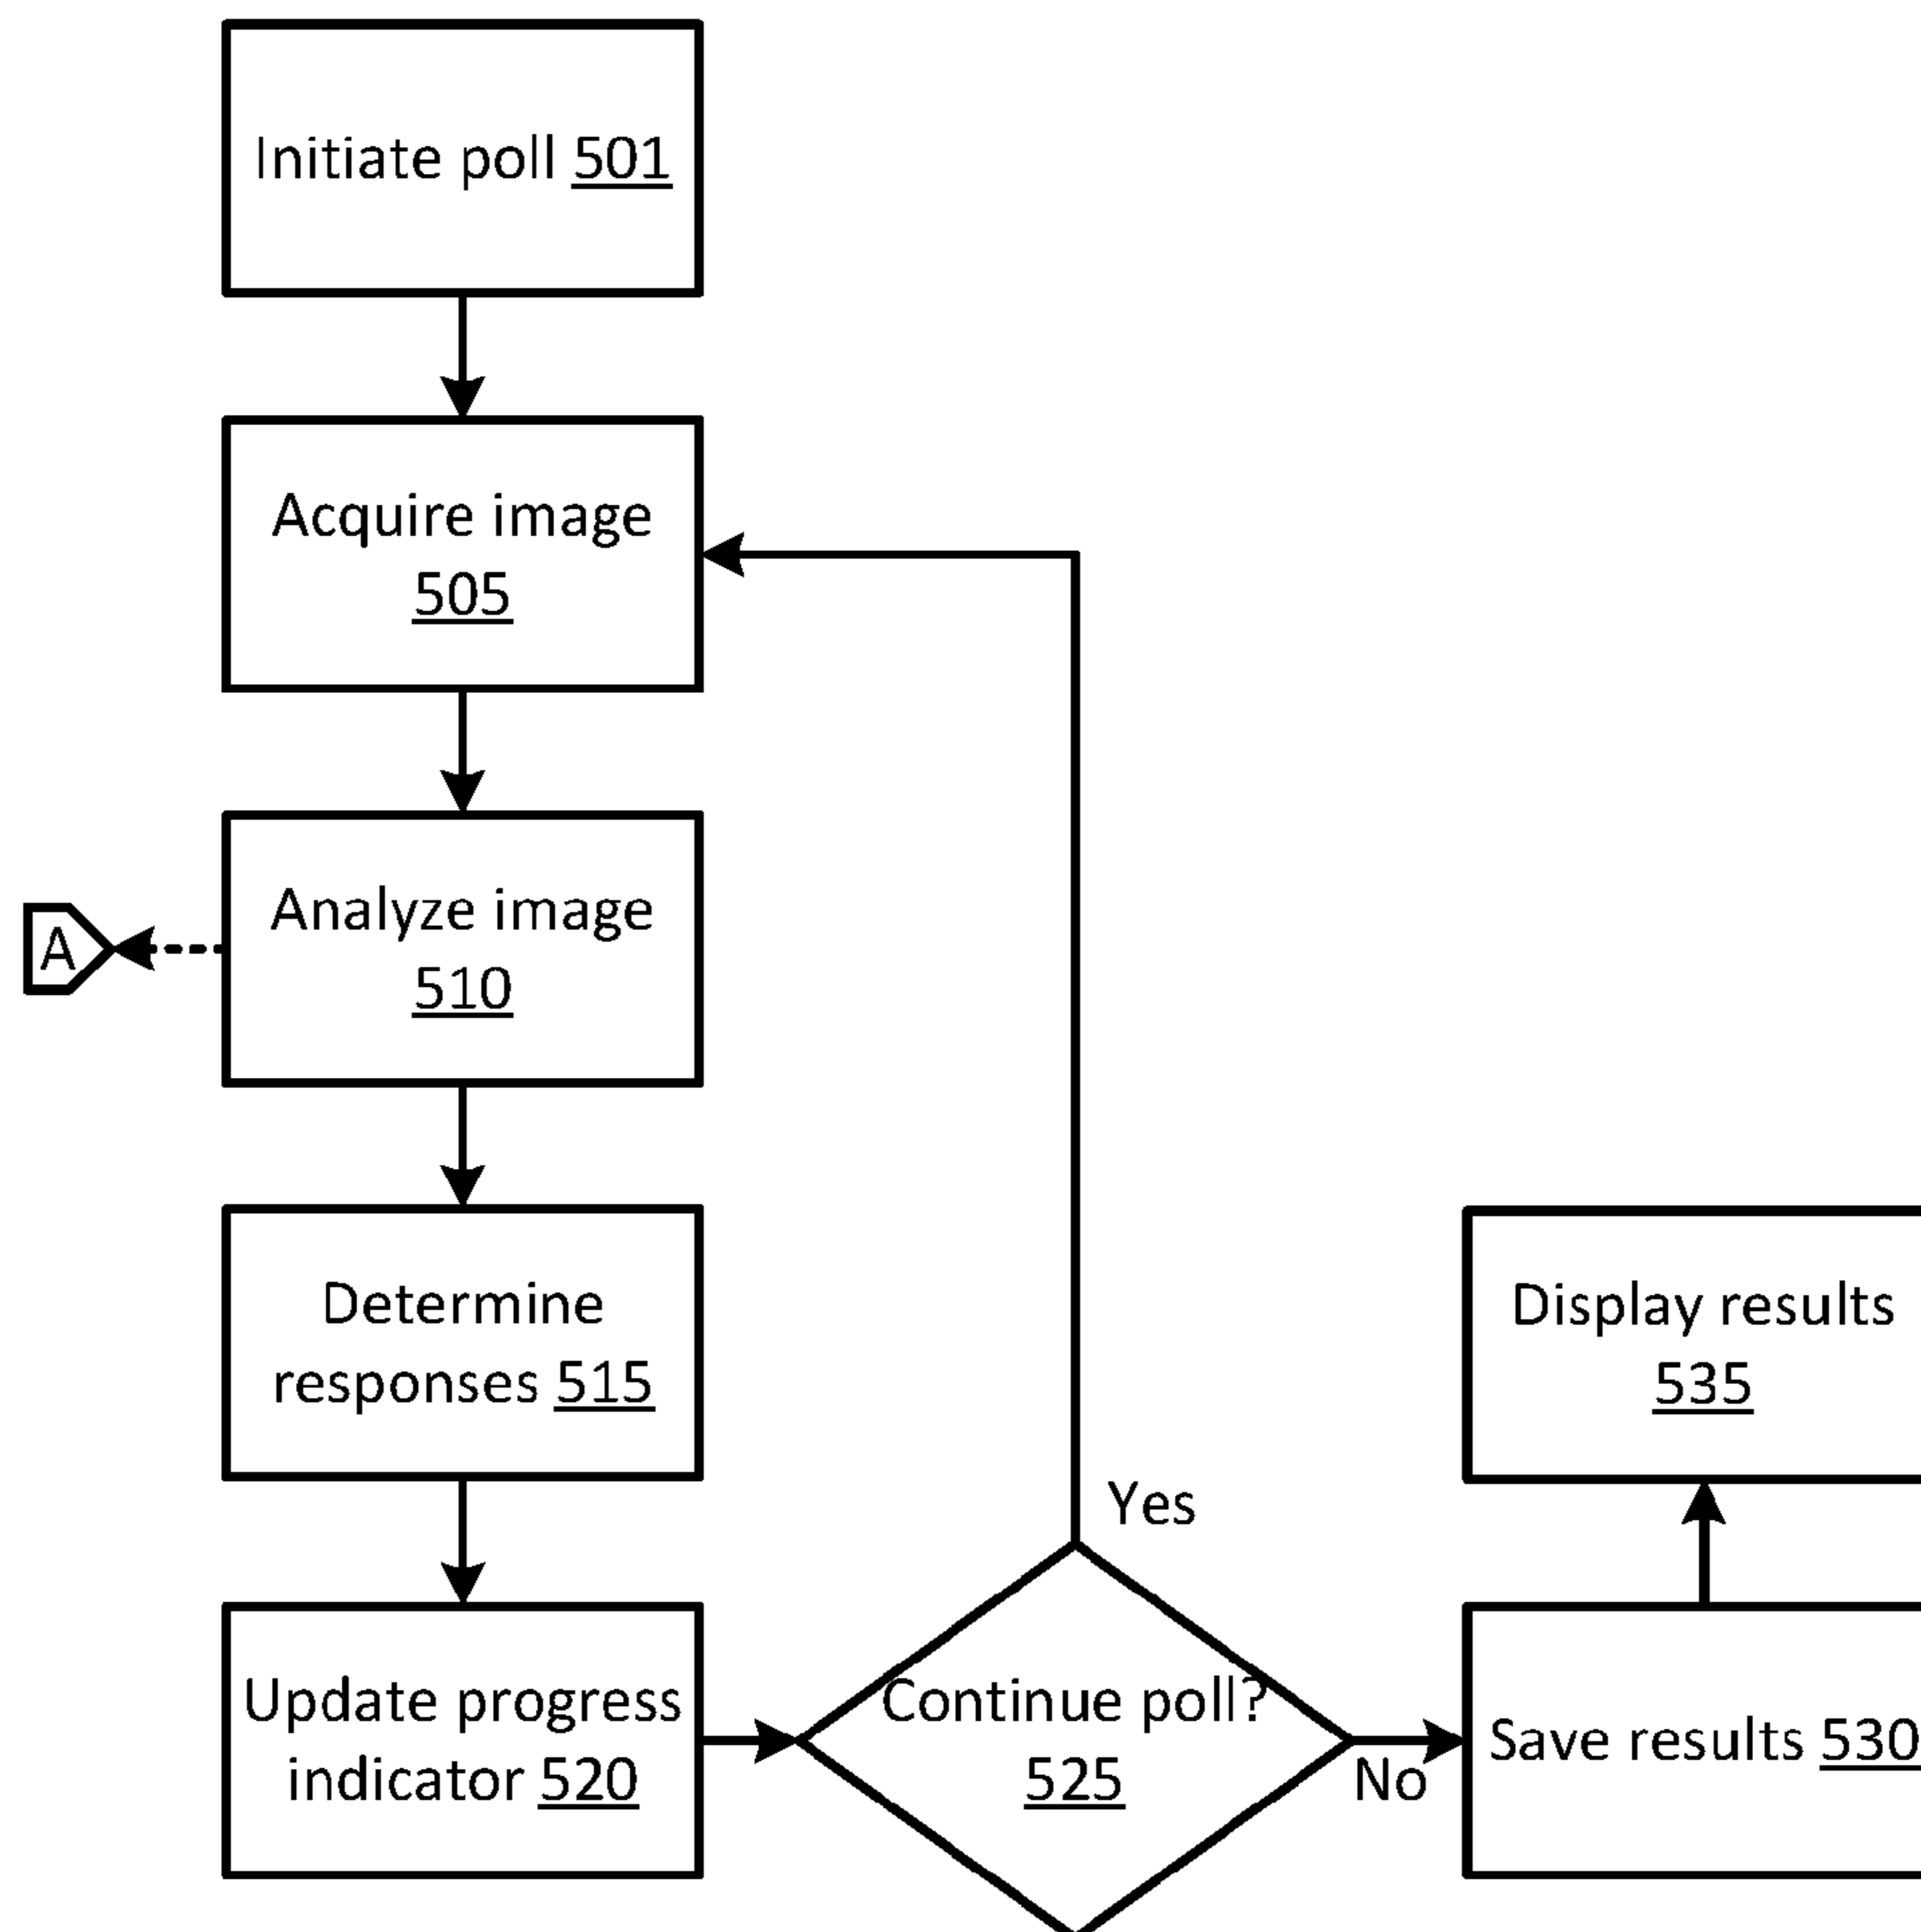 Initiate poll 501
Acquire image
505
Analyze image
510
A
Determine
responses 515
Update progress
indicator 520
Yes
Continue poll?
525
No
Save results 530
Display results
535